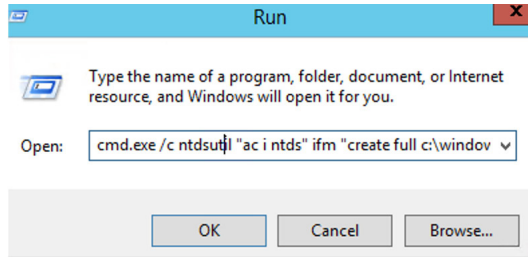 Run
X
Type the name of a program, folder, document, or Internet
resource, and Windows will open it for you.
Open: cmd.exe /c ntdsutil "ac i ntds" ifm "create full c:\window
OK Cancel Browse...